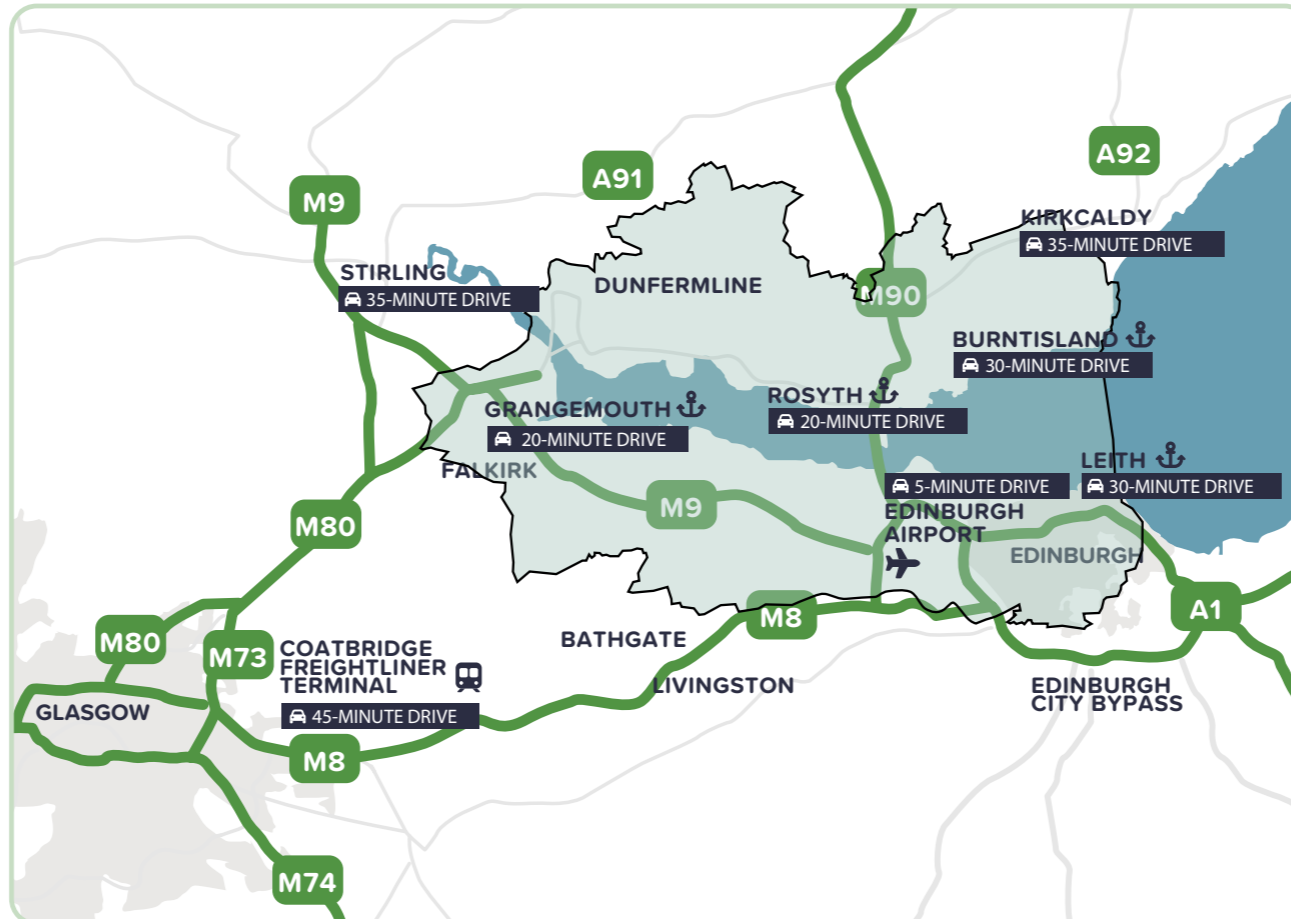 A92
A91
M9
KIRKCALDY
35-MINUTE DRIVE
STIRLING
35-MINUTE DRIVE
DUNFERMLINE
M90
BURNTISLAND
30-MINUTE DRIVE
ROSYTH
20-MINUTE DRIVE
GRANGEMOUTH
20-MINUTE DRIVE
FALKIRK
LEITH
30-MINUTE DRIVE
5-MINUTE DRIVE
EDINBURGH
AIRPORT
M9
M80
EDINBURGH
A1
M8
M80
M73
BATHGATE
COATBRIDGE
FREIGHTLINER
TERMINAL
45-MINUTE DRIVE
LIVINGSTON
EDINBURGH
CITY BYPASS
GLASGOW
M8
M74